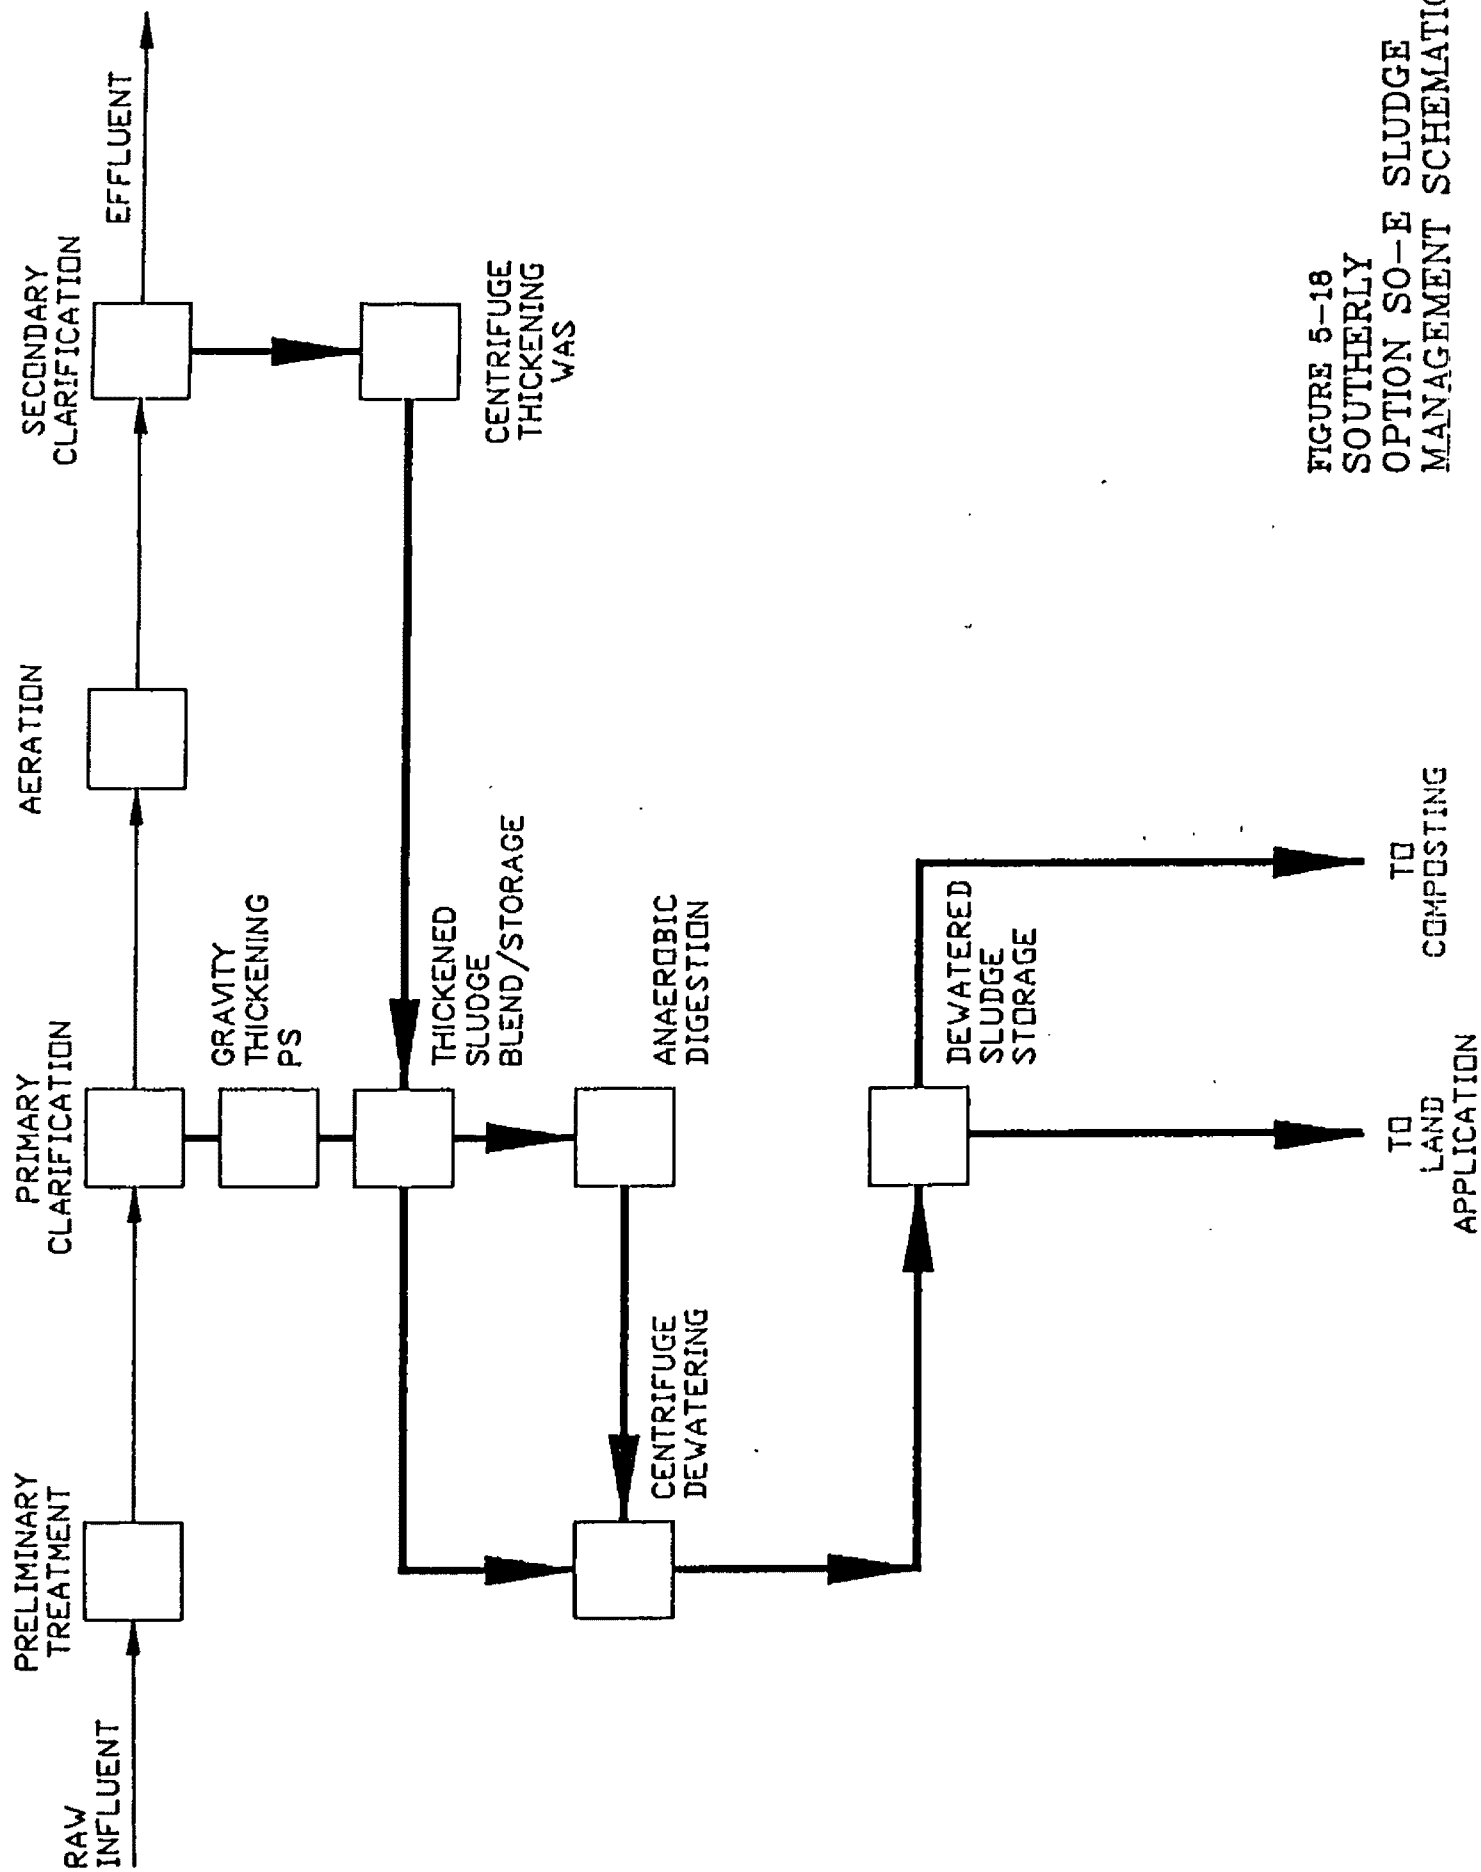 RAW
INFLUENT
PRELIMINARY
TREATMENT
PRIMARY
CLARIFICATION
AERATION
SECONDARY
CLARIFICATION
EFFLUENT
GRAVITY
THICKENING
PS
THICKENED
SLUDGE
BLEND/STORAGE
CENTRIFUGE
THICKENING
WAS
ANAEROBIC
DIGESTION
CENTRIFUGE
DEWATERING
DEWATERED
SLUDGE
STORAGE
TO
LAND
APPLICATION
TO
COMPOSTING
FIGURE 5-18
SOUTHERLY
OPTION SO-E SLUDGE
MANAGEMENT SCHEMATIC